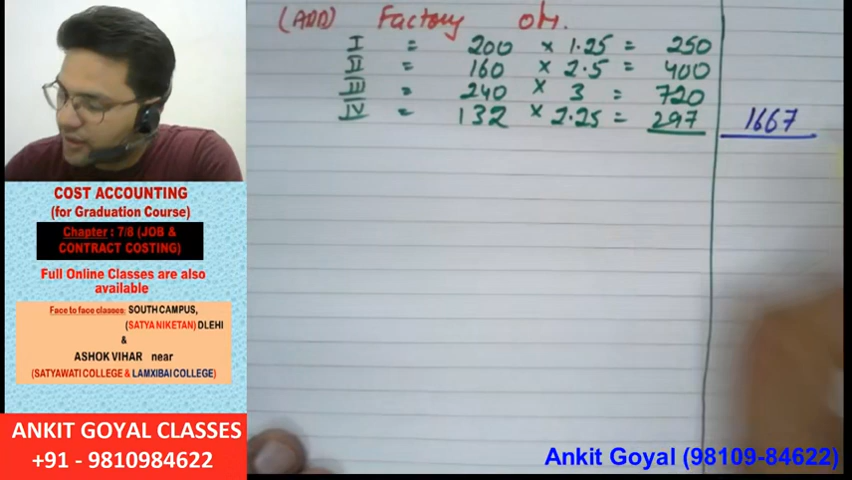 (ADD) Factory oh.
I = 200 × 1.25 = 250
II = 160 × 2.5 = 400
III = 240 × 3 = 720
IV = 132 × 2.25 = 297 1667
COST ACCOUNTING
(for Graduation Course)
Chapter : 7/8 (JOB &
CONTRACT COSTING)
Full Online Classes are also
available
Face to face classes: SOUTH CAMPUS,
(SATYA NIKETAN) DLEHI
&
ASHOK VIHAR near
(SATYAWATI COLLEGE & LAMXIBAI COLLEGE)
ANKIT GOYAL CLASSES
+91 - 9810984622
Ankit Goyal (98109-84622)